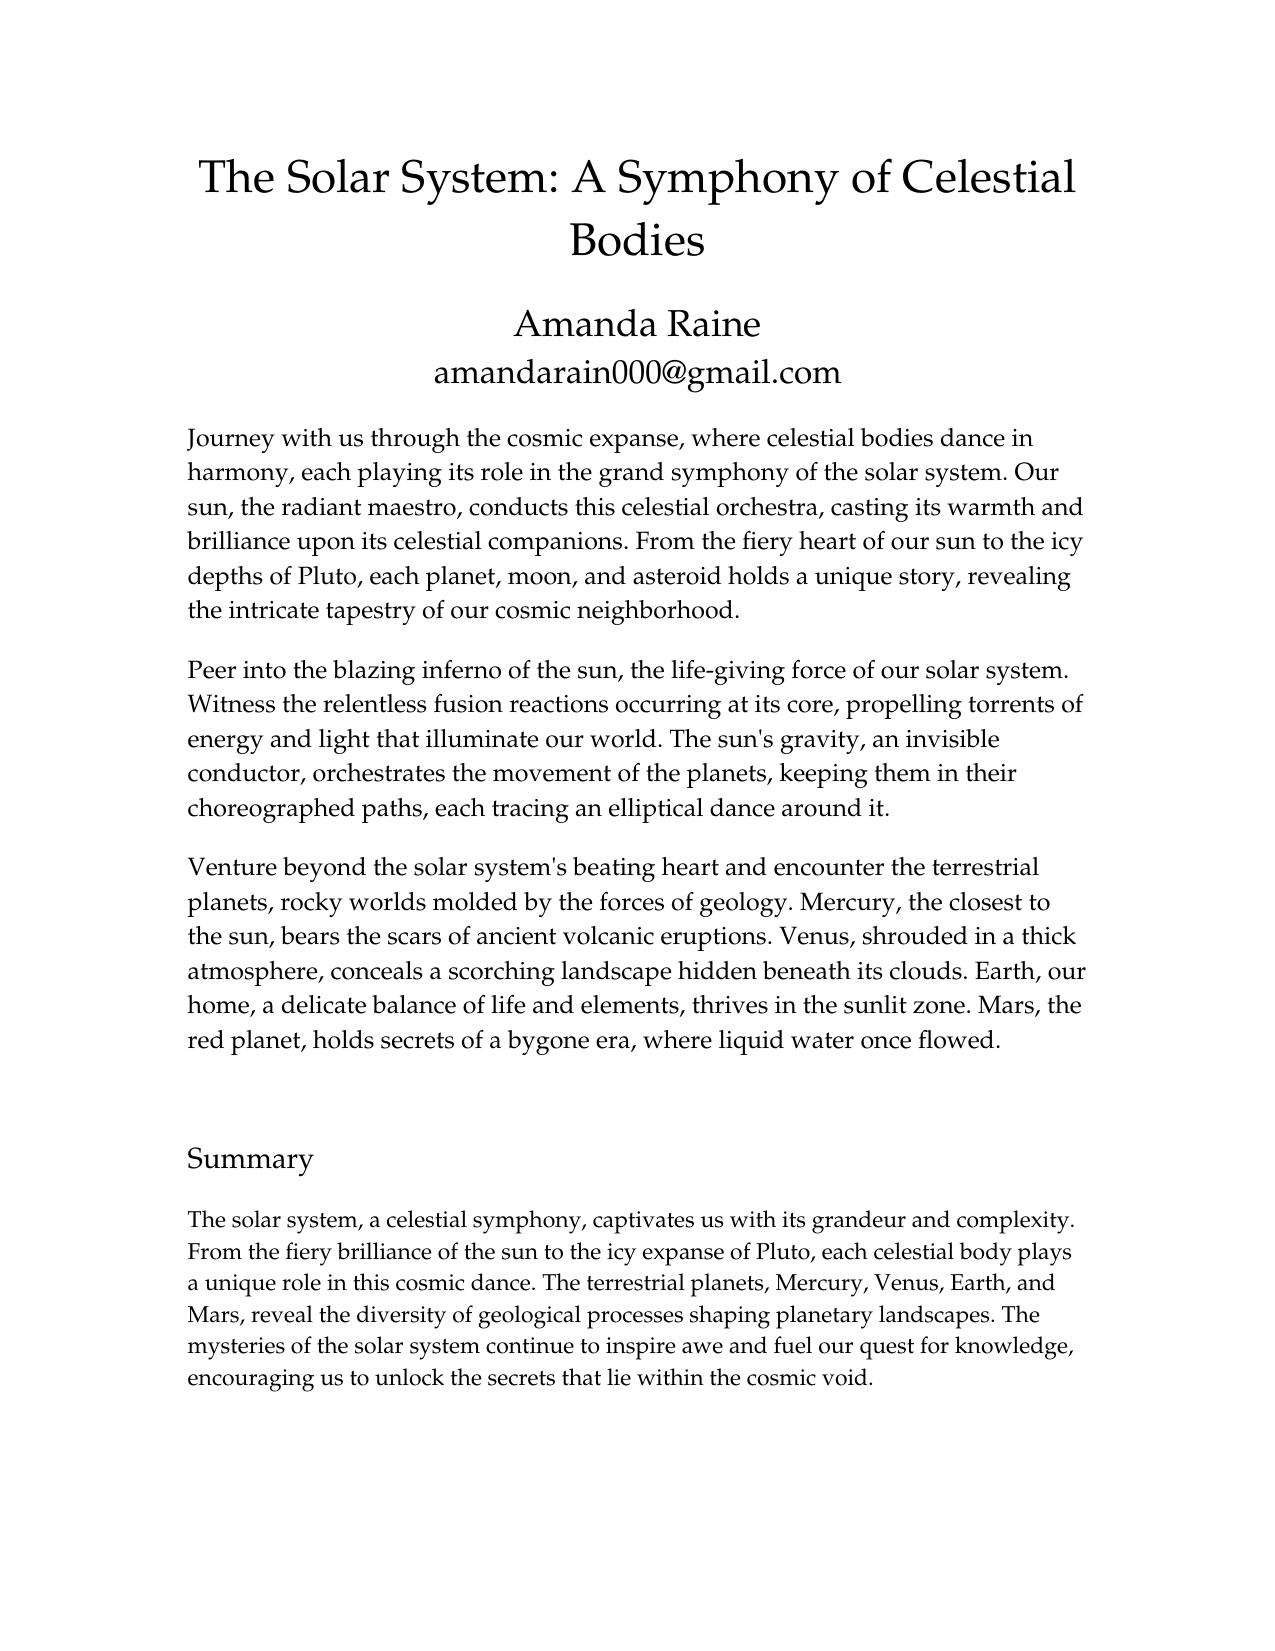 The Solar System: A Symphony of Celestial
Bodies
Amanda Raine
amandarain000@gmail.com
Journey with us through the cosmic expanse, where celestial bodies dance in
harmony, each playing its role in the grand symphony of the solar system. Our
sun, the radiant maestro, conducts this celestial orchestra, casting its warmth and
brilliance upon its celestial companions. From the fiery heart of our sun to the icy
depths of Pluto, each planet, moon, and asteroid holds a unique story, revealing
the intricate tapestry of our cosmic neighborhood.
Peer into the blazing inferno of the sun, the life-giving force of our solar system.
Witness the relentless fusion reactions occurring at its core, propelling torrents of
energy and light that illuminate our world. The sun's gravity, an invisible
conductor, orchestrates the movement of the planets, keeping them in their
choreographed paths, each tracing an elliptical dance around it.
Venture beyond the solar system's beating heart and encounter the terrestrial
planets, rocky worlds molded by the forces of geology. Mercury, the closest to
the sun, bears the scars of ancient volcanic eruptions. Venus, shrouded in a thick
atmosphere, conceals a scorching landscape hidden beneath its clouds. Earth, our
home, a delicate balance of life and elements, thrives in the sunlit zone. Mars, the
red planet, holds secrets of a bygone era, where liquid water once flowed.
Summary
The solar system, a celestial symphony, captivates us with its grandeur and complexity.
From the fiery brilliance of the sun to the icy expanse of Pluto, each celestial body plays
a unique role in this cosmic dance. The terrestrial planets, Mercury, Venus, Earth, and
Mars, reveal the diversity of geological processes shaping planetary landscapes. The
mysteries of the solar system continue to inspire awe and fuel our quest for knowledge,
encouraging us to unlock the secrets that lie within the cosmic void.